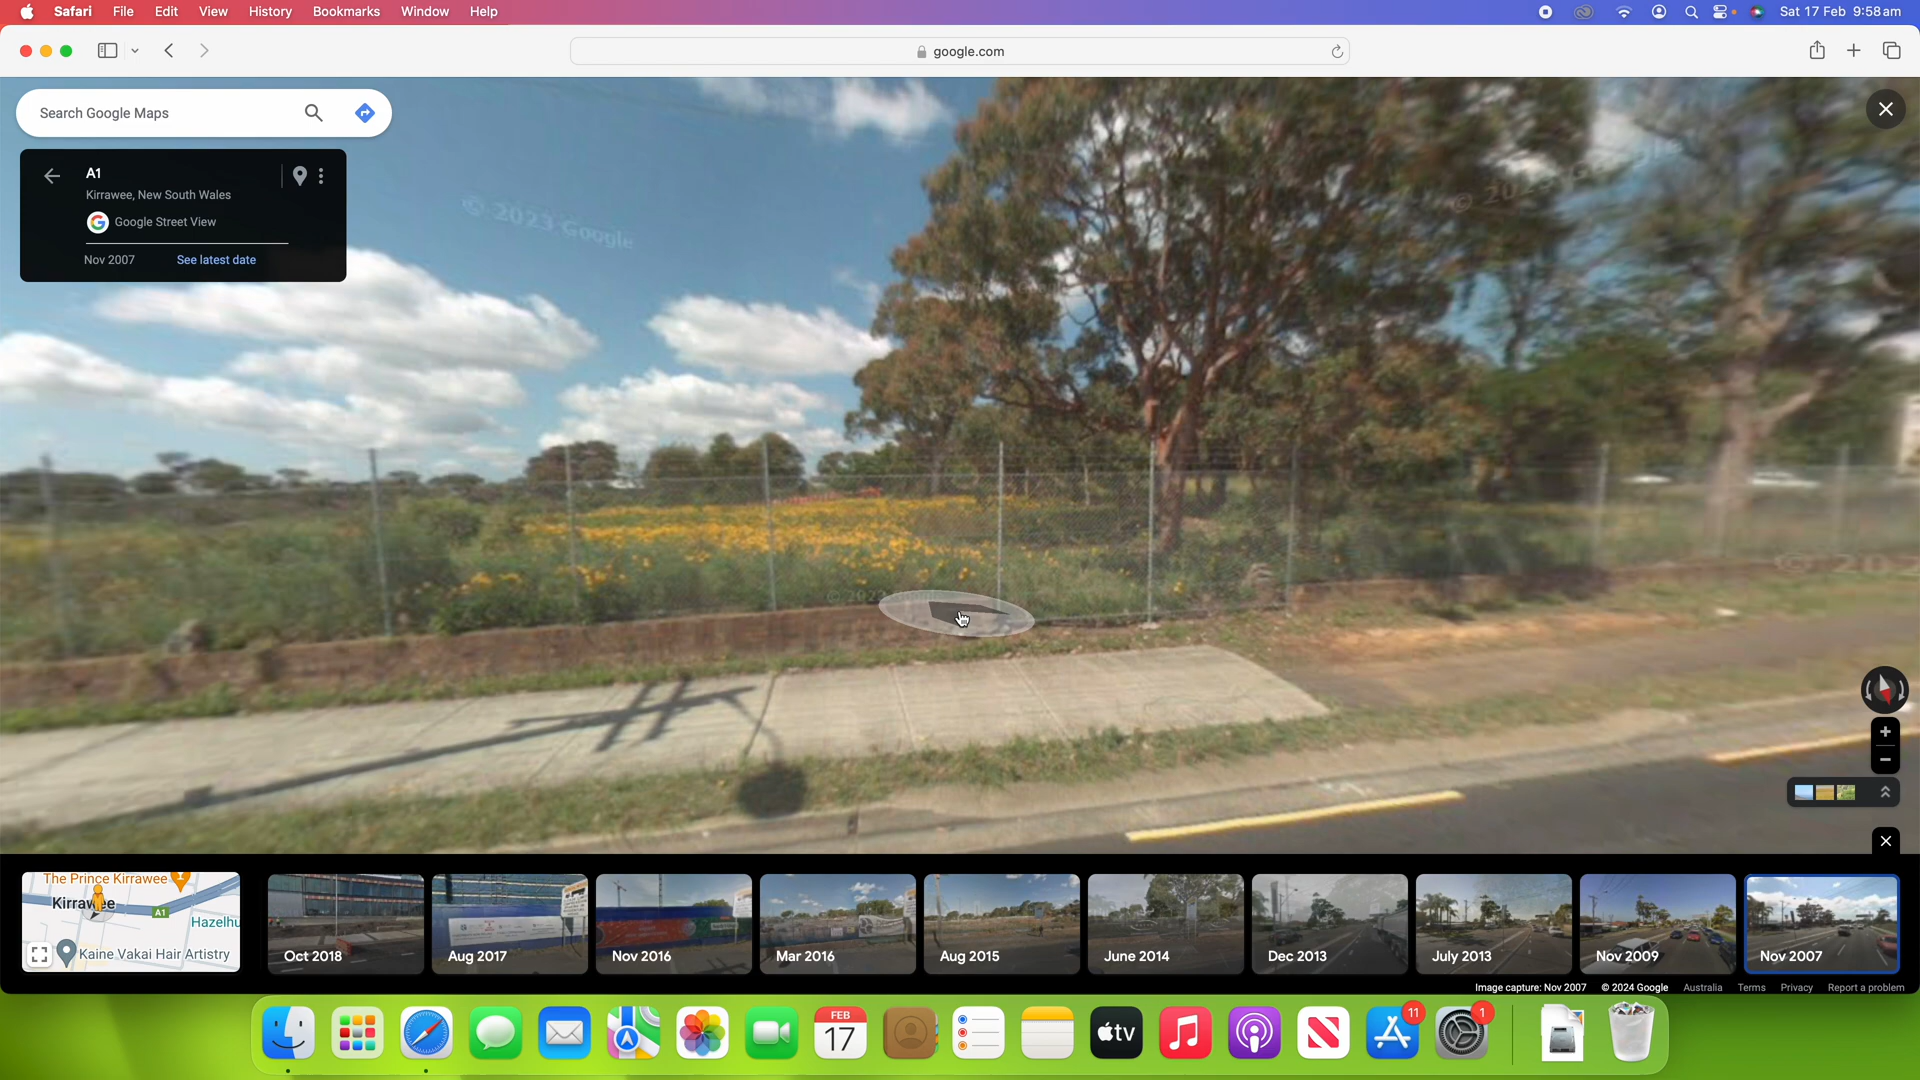 Safari File Edit View History Bookmarks Window Help Sat 17 Feb 9:58 am
google.com
Search Google Maps
A1
Kirrawee, New South Wales
Google Street View
Nov 2007 See latest date
© 2023 Google
The Prince Kirrawee
Kirrawee
A1
Hazelhu
Kaine Vakai Hair Artistry
Oct 2018 Aug 2017 Nov 2016 Mar 2016 Aug 2015 June 2014 Dec 2013 July 2013 Nov 2009 Nov 2007
Image capture: Nov 2007 © 2024 Google Australia Terms Privacy Report a problem
FEB
17
tv
11
1